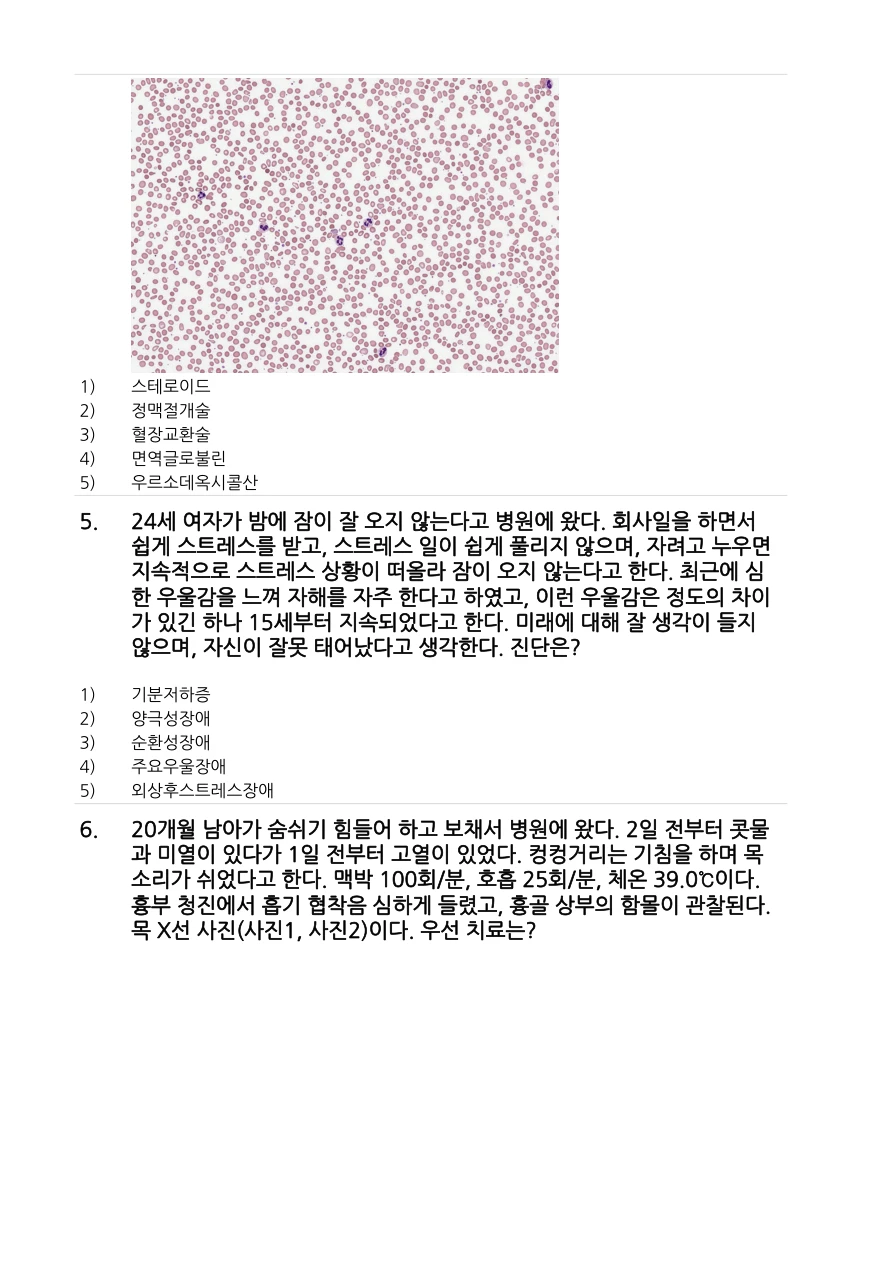 1) 스테로이드
2) 정맥절개술
3) 혈장교환술
4) 면역글로불린
5) 우르소데옥시콜산
5. 24세 여자가 밤에 잠이 잘 오지 않는다고 병원에 왔다. 회사일을 하면서
쉽게 스트레스를 받고, 스트레스 일이 쉽게 풀리지 않으며, 자려고 누우면
지속적으로 스트레스 상황이 떠올라 잠이 오지 않는다고 한다. 최근에 심
한 우울감을 느껴 자해를 자주 한다고 하였고, 이런 우울감은 정도의 차이
가 있긴 하나 15세부터 지속되었다고 한다. 미래에 대해 잘 생각이 들지
않으며, 자신이 잘못 태어났다고 생각한다. 진단은?
1) 기분저하증
2) 양극성장애
3) 순환성장애
4) 주요우울장애
5) 외상후스트레스장애
6. 20개월 남아가 숨쉬기 힘들어 하고 보채서 병원에 왔다. 2일 전부터 콧물
과 미열이 있다가 1일 전부터 고열이 있었다. 컹컹거리는 기침을 하며 목
소리가 쉬었다고 한다. 맥박 100회/분, 호흡 25회/분, 체온 39.0℃이다.
흉부 청진에서 흡기 협착음 심하게 들렸고, 흉골 상부의 함몰이 관찰된다.
목 X선 사진(사진1, 사진2)이다. 우선 치료는?